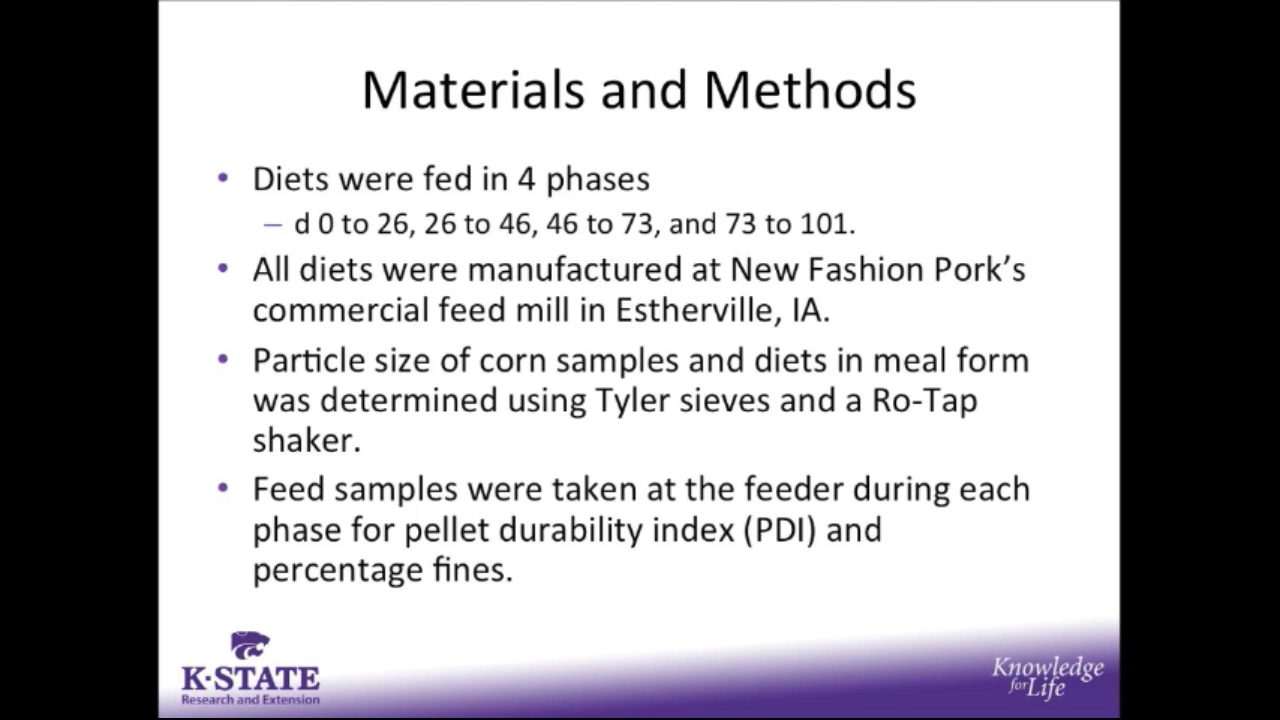 Materials and Methods
• Diets were fed in 4 phases
– d 0 to 26, 26 to 46, 46 to 73, and 73 to 101.
• All diets were manufactured at New Fashion Pork’s
commercial feed mill in Estherville, IA.
• Particle size of corn samples and diets in meal form
was determined using Tyler sieves and a Ro-Tap
shaker.
• Feed samples were taken at the feeder during each
phase for pellet durability index (PDI) and
percentage fines.
K-STATE
Research and Extension
Knowledge
for Life